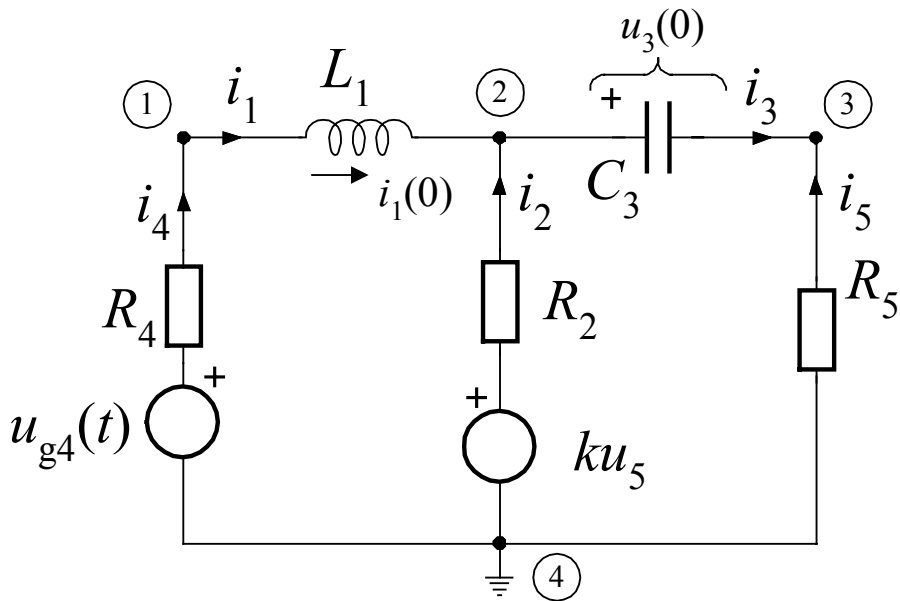 u₃(0)
L₁
① i₁ ② + i₃ ③
i₁(0) C₃
i₄ i₂ i₅
R₄ R₂ R₅
+ +
u_g4(t) ku₅
④